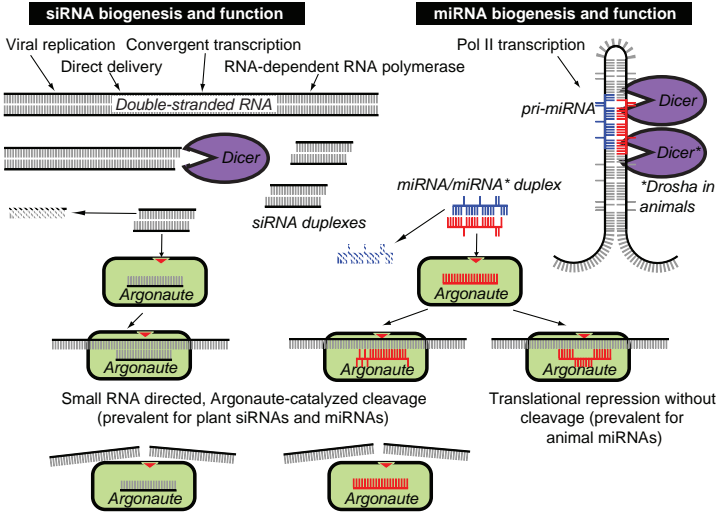 siRNA biogenesis and function
miRNA biogenesis and function
Viral replication
Convergent transcription
Direct delivery
RNA-dependent RNA polymerase
Double-stranded RNA
Pol II transcription
pri-miRNA
Dicer
Dicer*
*Drosha in
animals
Dicer
siRNA duplexes
miRNA/miRNA* duplex
Argonaute
Argonaute
Argonaute
Argonaute
Argonaute
Small RNA directed, Argonaute-catalyzed cleavage
(prevalent for plant siRNAs and miRNAs)
Translational repression without
cleavage (prevalent for
animal miRNAs)
Argonaute
Argonaute